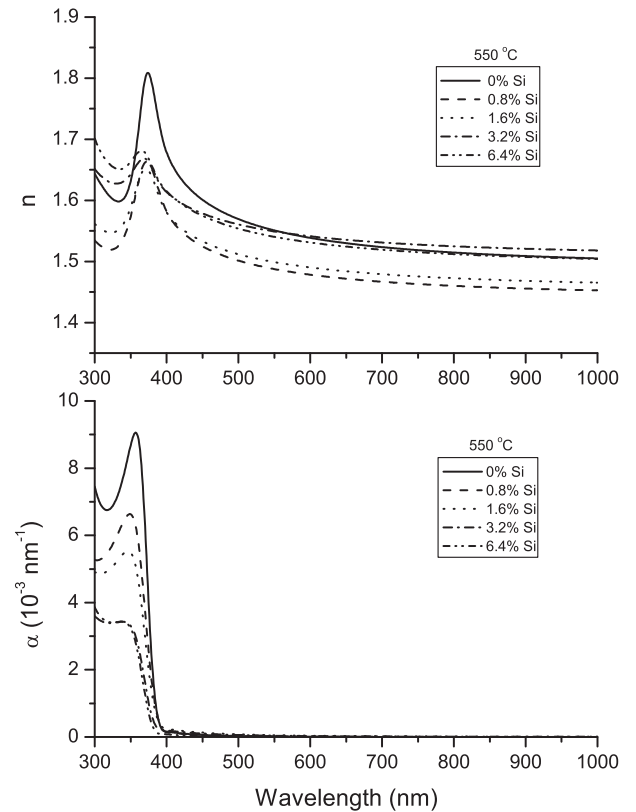 1.9
1.8
1.7
1.6
1.5
1.4
n
550 °C
0% Si
0.8% Si
1.6% Si
3.2% Si
6.4% Si
300 400 500 600 700 800 900 1000
10
8
6
4
2
0
α (10⁻³ nm⁻¹)
550 °C
0% Si
0.8% Si
1.6% Si
3.2% Si
6.4% Si
300 400 500 600 700 800 900 1000
Wavelength (nm)